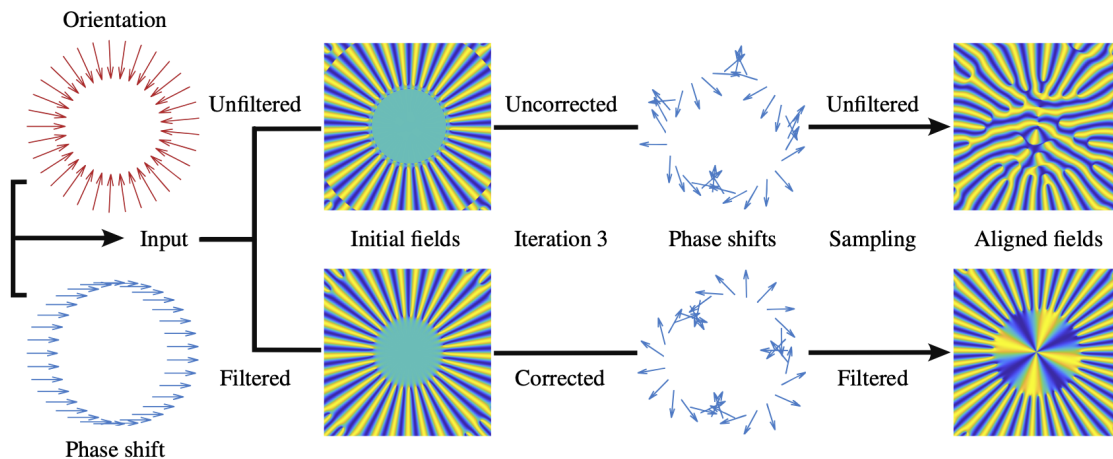 Orientation
Unfiltered
Uncorrected
Unfiltered
Input
Initial fields
Iteration 3
Phase shifts
Sampling
Aligned fields
Filtered
Corrected
Filtered
Phase shift